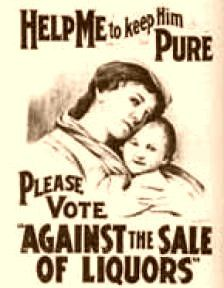 HELP ME to keep Him
PURE
PLEASE
VOTE
"AGAINST THE SALE
OF LIQUORS"